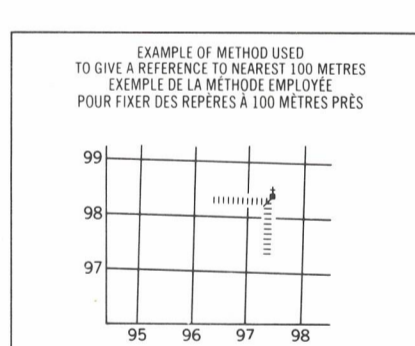 EXAMPLE OF METHOD USED
TO GIVE A REFERENCE TO NEAREST 100 METRES
EXEMPLE DE LA MÉTHODE EMPLOYÉE
POUR FIXER DES REPÈRES À 100 MÈTRES PRÈS
99
98
97
95 96 97 98